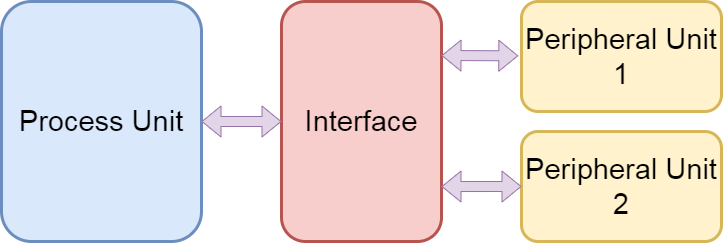 Process Unit
Interface
Peripheral Unit
1
Peripheral Unit
2